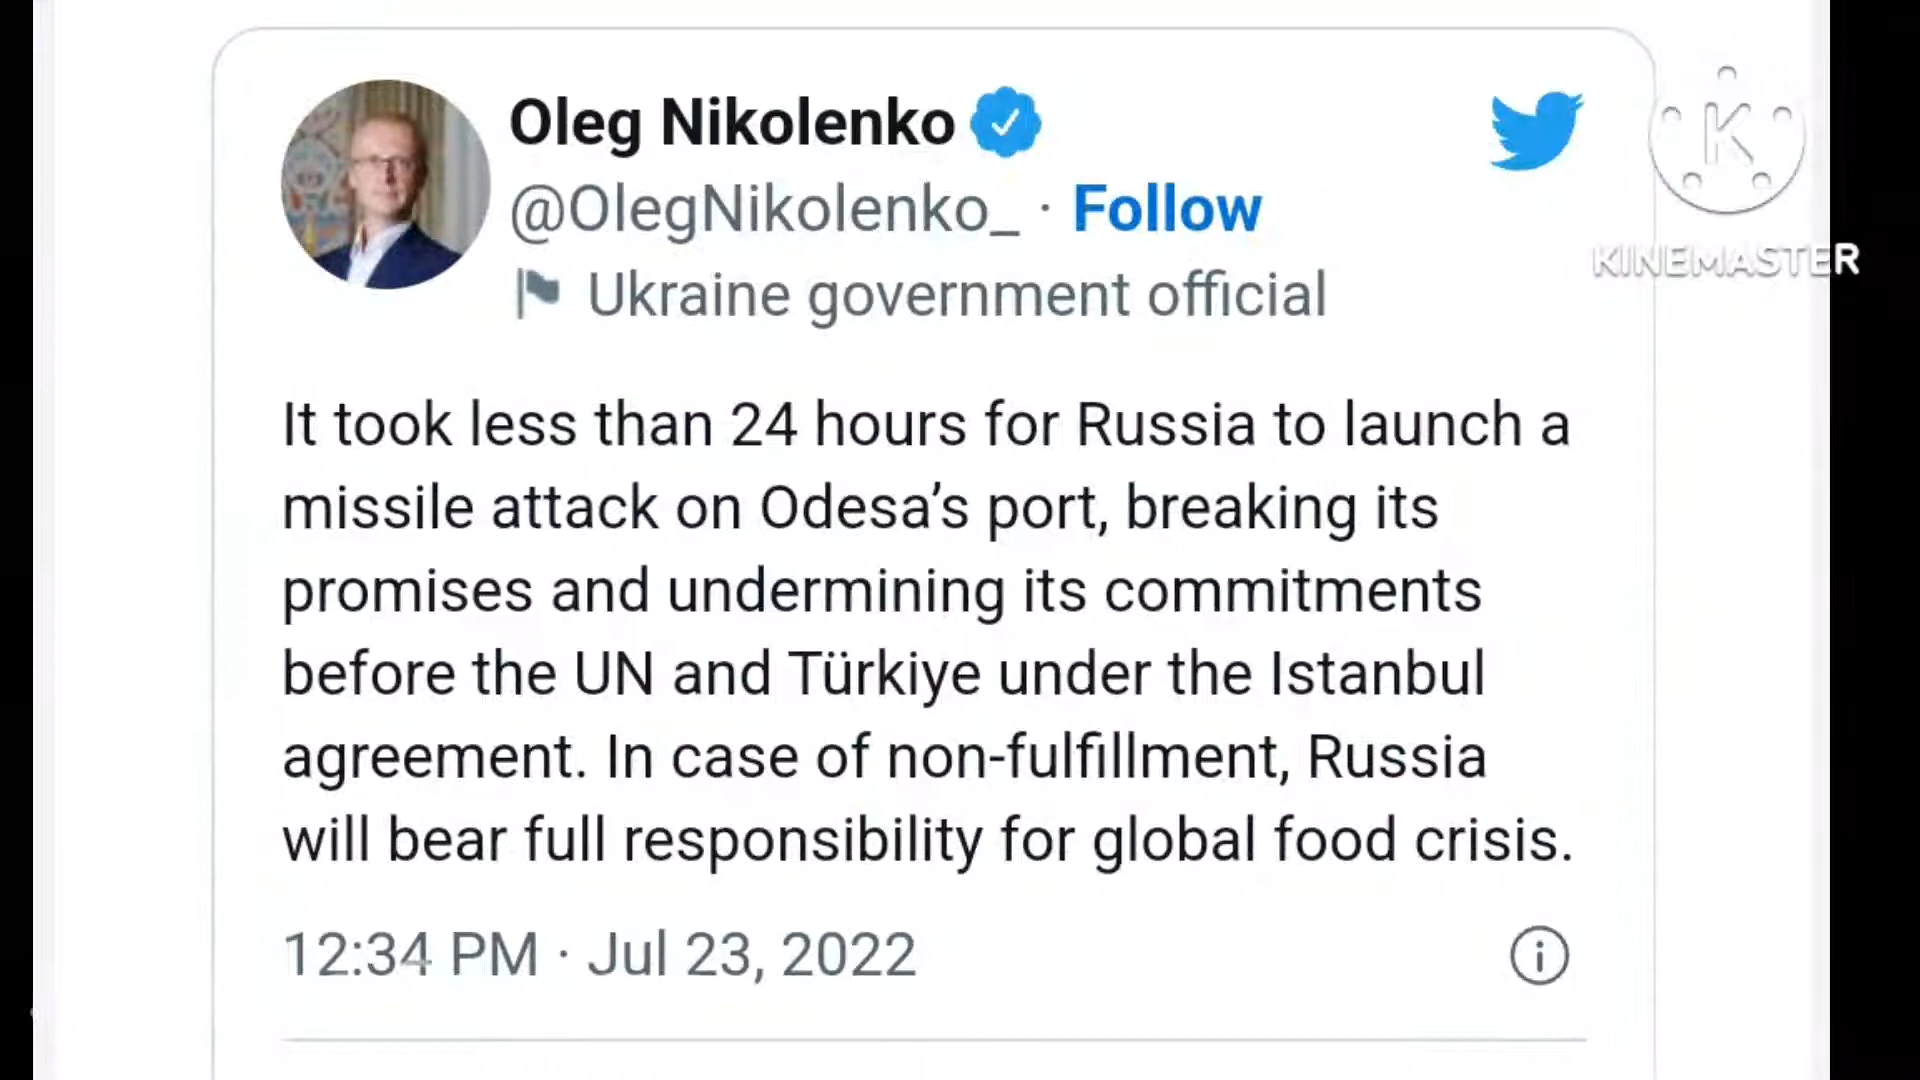 Oleg Nikolenko
@OlegNikolenko_ · Follow
Ukraine government official
It took less than 24 hours for Russia to launch a
missile attack on Odesa’s port, breaking its
promises and undermining its commitments
before the UN and Türkiye under the Istanbul
agreement. In case of non-fulfillment, Russia
will bear full responsibility for global food crisis.
12:34 PM · Jul 23, 2022
K
KINEMASTER